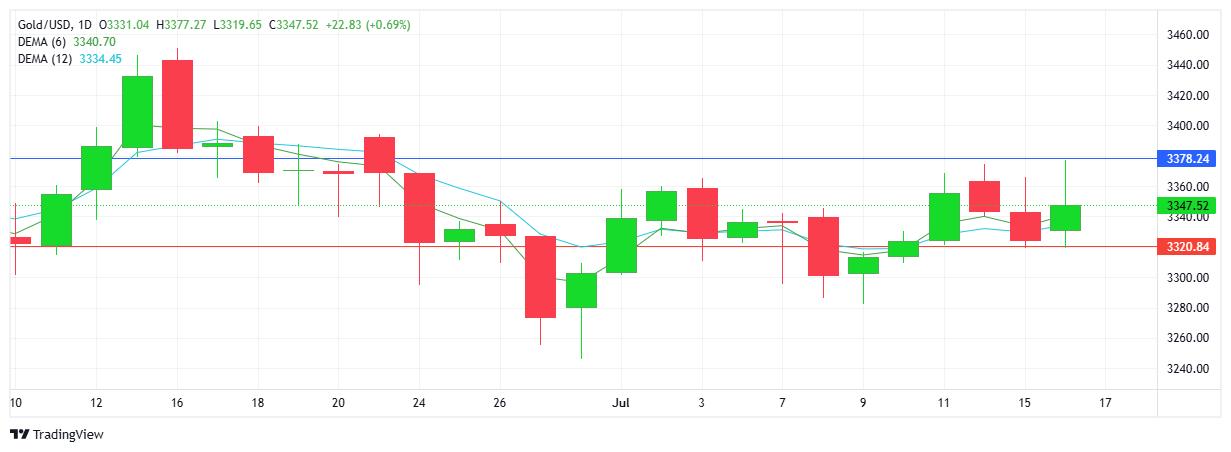 Gold/USD, 1D O3331.04 H3377.27 L3319.65 C3347.52 +22.83 (+0.69%)
DEMA (6) 3340.70
DEMA (12) 3334.45
3460.00
3440.00
3420.00
3400.00
3378.24
3360.00
3347.52
3340.00
3320.84
3300.00
3280.00
3260.00
3240.00
10 12 16 18 20 24 26 Jul 3 7 9 11 15 17
TradingView